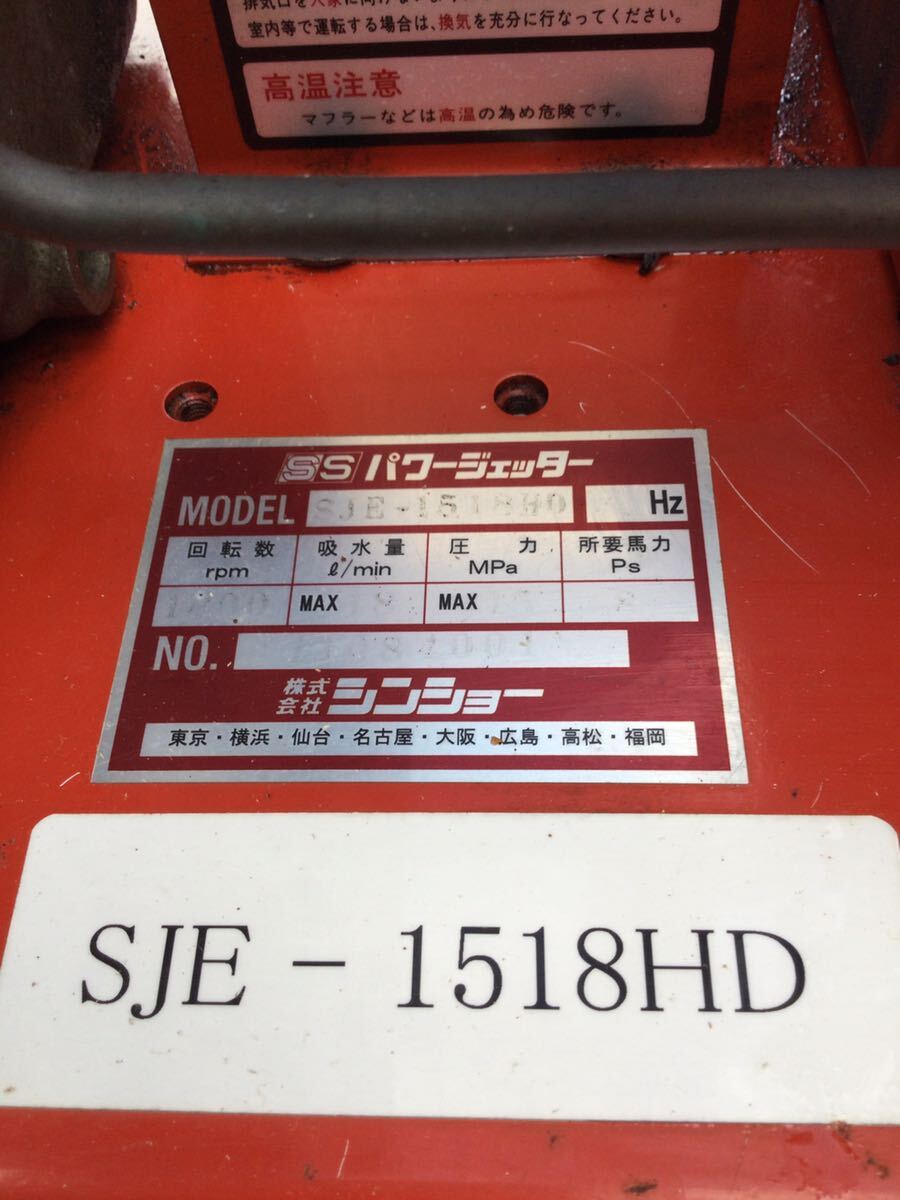 室内等で運転する場合は、換気を充分に行なってください。
高温注意
マフラーなどは高温の為め危険です。
SS パワージェッター
MODEL SJE-1518HD Hz
回転数 吸水量 圧力 所要馬力
rpm ℓ/min MPa Ps
MAX MAX
NO.
株式会社 シンショー
東京・横浜・仙台・名古屋・大阪・広島・高松・福岡
SJE - 1518HD